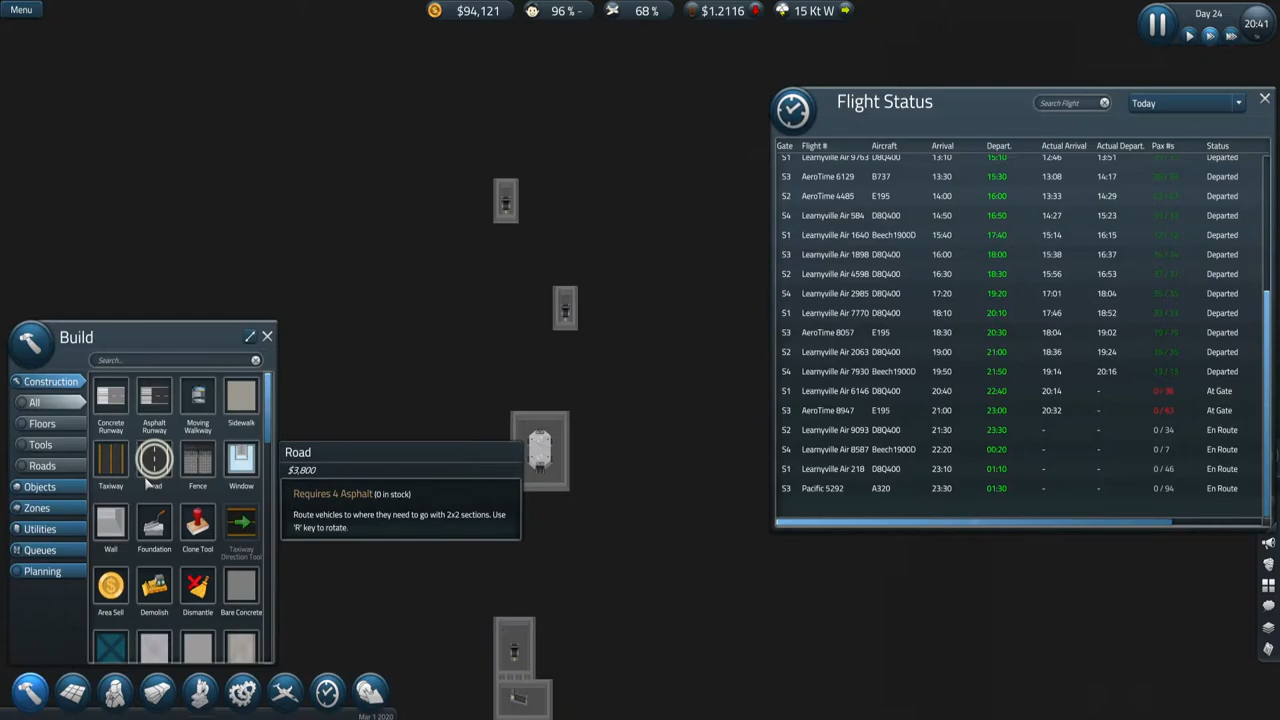 Menu
$94,121
96 % -
68 %
$1.2116
15 Kt W
Day 24
20:41
Flight Status
Search Flight
Today
Gate Flight # Aircraft Arrival Depart. Actual Arrival Actual Depart. Pax #s Status
S1 Learnyville Air 9763 D8Q400 13:10 15:10 12:46 13:51 Departed
S3 AeroTime 6129 B737 13:30 15:30 13:08 14:17 Departed
S2 AeroTime 4485 E195 14:00 16:00 13:33 14:29 Departed
S4 Learnyville Air 584 D8Q400 14:50 16:50 14:27 15:23 Departed
S1 Learnyville Air 1640 Beech1900D 15:40 17:40 15:14 16:15 Departed
S3 Learnyville Air 1898 D8Q400 16:00 18:00 15:38 16:37 Departed
S2 Learnyville Air 4598 D8Q400 16:30 18:30 15:56 16:53 Departed
S4 Learnyville Air 2985 D8Q400 17:20 19:20 17:01 18:04 Departed
S1 Learnyville Air 7770 D8Q400 18:10 20:10 17:46 18:52 Departed
S3 AeroTime 8057 E195 18:30 20:30 18:04 19:02 Departed
S2 Learnyville Air 2063 D8Q400 19:00 21:00 18:36 19:24 Departed
S4 Learnyville Air 7930 Beech1900D 19:50 21:50 19:14 20:16 Departed
S1 Learnyville Air 6146 D8Q400 20:40 22:40 20:14 - 0 / 36 At Gate
S3 AeroTime 8947 E195 21:00 23:00 20:32 - 0 / 63 At Gate
S2 Learnyville Air 9093 D8Q400 21:30 23:30 - - 0 / 34 En Route
S4 Learnyville Air 8587 Beech1900D 22:20 00:20 - - 0 / 7 En Route
S1 Learnyville Air 218 D8Q400 23:10 01:10 - - 0 / 46 En Route
S3 Pacific 5292 A320 23:30 01:30 - - 0 / 94 En Route
Build
Search...
Construction
All
Floors
Tools
Roads
Objects
Zones
Utilities
Queues
Planning
Concrete Runway
Asphalt Runway
Moving Walkway
Sidewalk
Taxiway
Fence
Window
Wall
Foundation
Clone Tool
Taxiway Direction Tool
Area Sell
Demolish
Dismantle
Bare Concrete
Road
$3,800
Requires 4 Asphalt (0 in stock)
Route vehicles to where they need to go with 2x2 sections. Use
'R' key to rotate.
Mar 1 2020